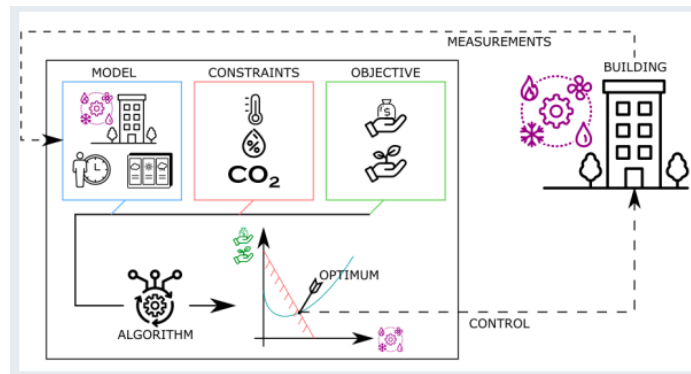 MEASUREMENTS
MODEL
CONSTRAINTS
OBJECTIVE
BUILDING
$
%
CO₂
OPTIMUM
ALGORITHM
CONTROL